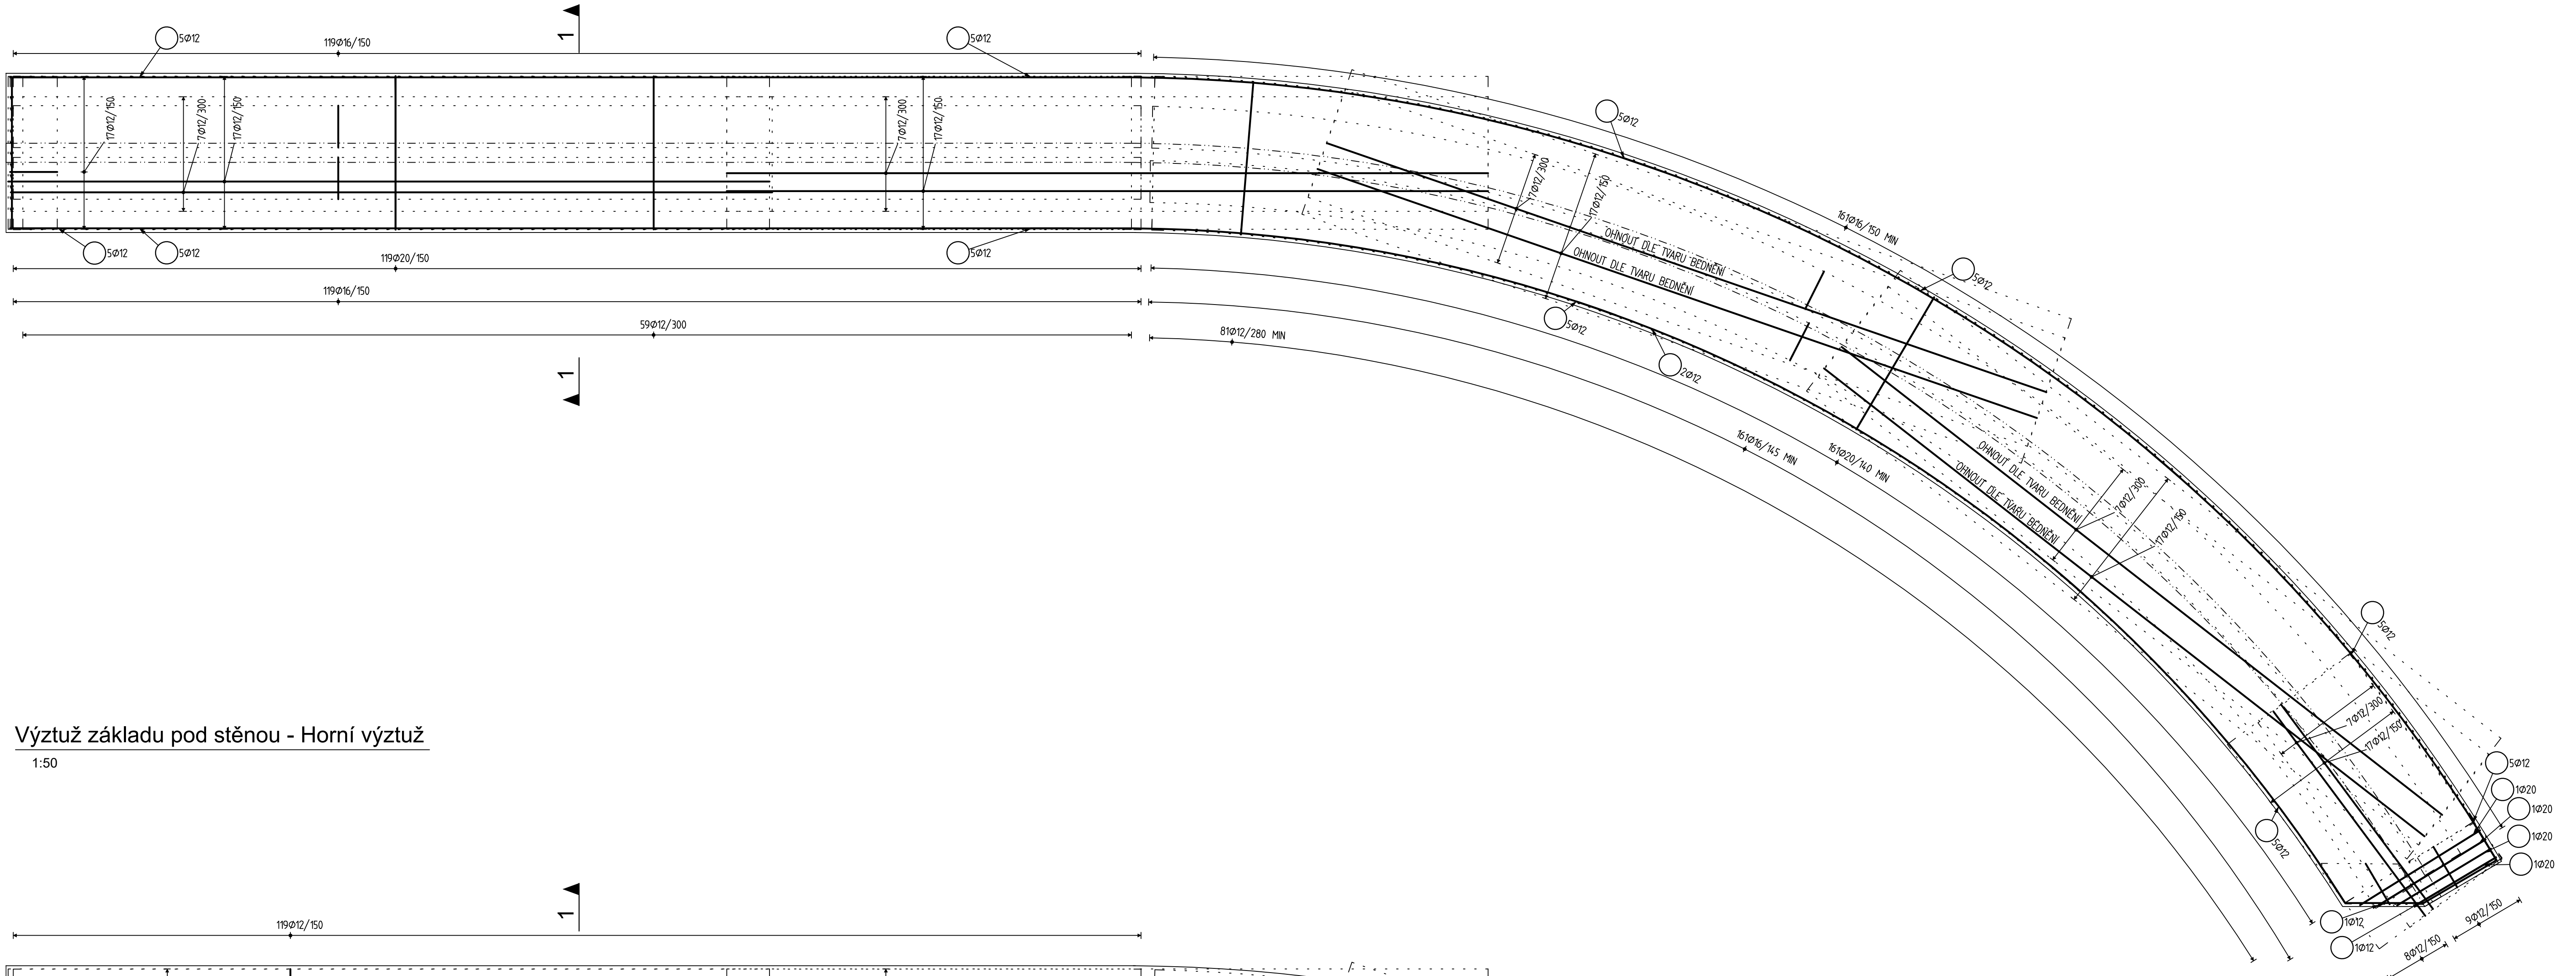 5Ø12
119Ø16/150
1
5Ø12
17Ø12/150
7Ø12/300
17Ø12/150
7Ø12/300
17Ø12/150
5Ø12
17Ø12/300
17Ø12/150
161Ø16/150 MIN
OHNOUT DLE TVARU BEDNĚNÍ
OHNOUT DLE TVARU BEDNĚNÍ
5Ø12
5Ø12
5Ø12
5Ø12
119Ø20/150
5Ø12
119Ø16/150
59Ø12/300
81Ø12/280 MIN
5Ø12
1
2Ø12
161Ø16/145 MIN
161Ø20/140 MIN
OHNOUT DLE TVARU BEDNĚNÍ
OHNOUT DLE TVARU BEDNĚNÍ
7Ø12/300
17Ø12/150
5Ø12
7Ø12/300
17Ø12/150
Výztuž základu pod stěnou - Horní výztuž
1:50
5Ø12
1Ø20
1Ø20
1Ø20
1Ø20
5Ø12
1Ø12
1Ø12
9Ø12/150
8Ø12/150
119Ø12/150
1